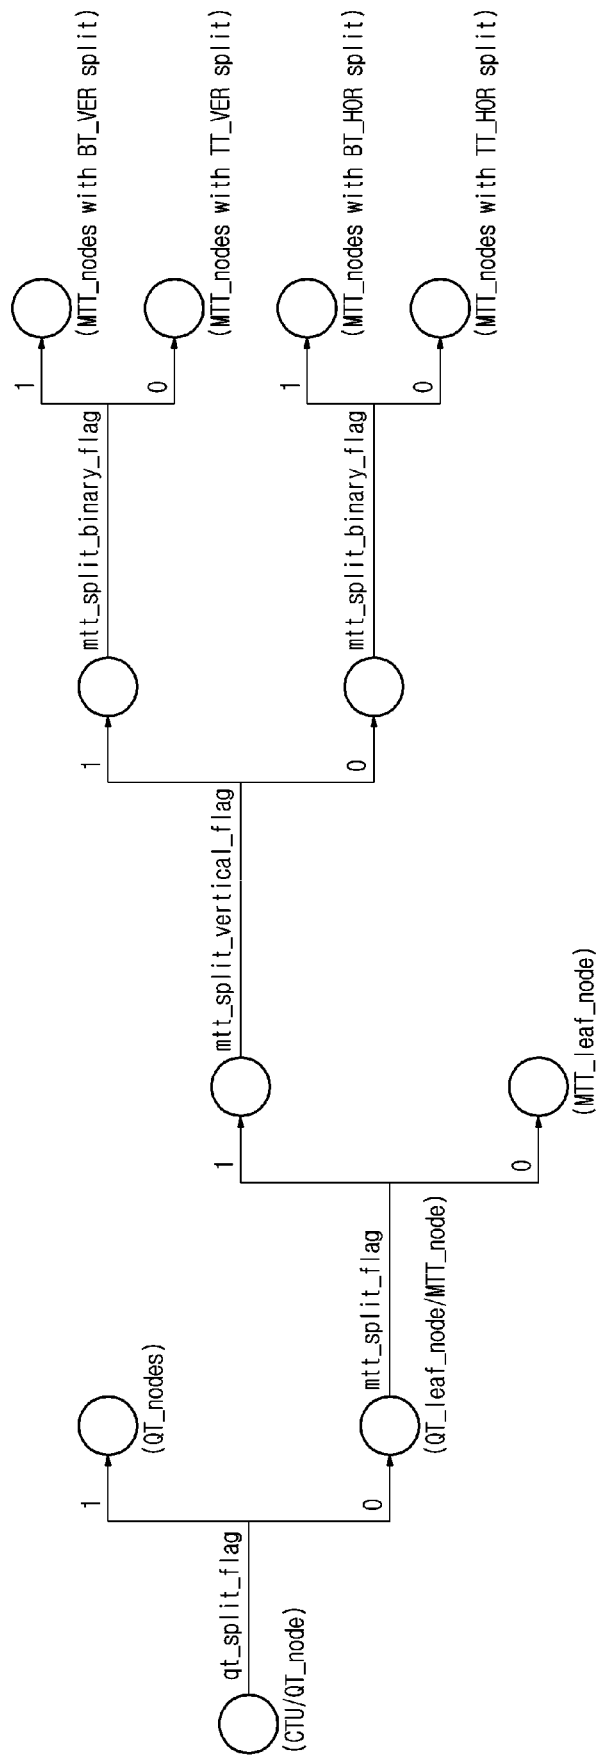 (CTU/QT_node)
qt_split_flag
1
(QT_nodes)
0
(QT_leaf_node/MTT_node)
mtt_split_flag
1
0
(MTT_leaf_node)
mtt_split_vertical_flag
1
mtt_split_binary_flag
1
(MTT_nodes with BT_VER split)
0
(MTT_nodes with TT_VER split)
0
mtt_split_binary_flag
1
(MTT_nodes with BT_HOR split)
0
(MTT_nodes with TT_HOR split)